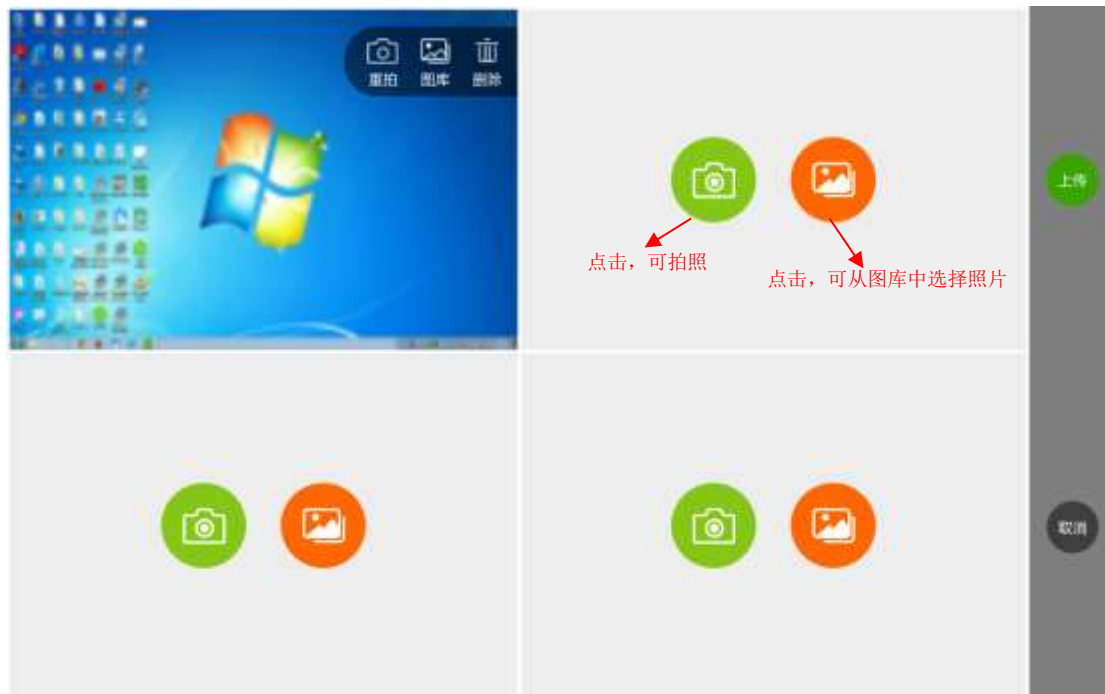 重拍 图库 删除
上传
点击，可拍照
点击，可从图库中选择照片
取消